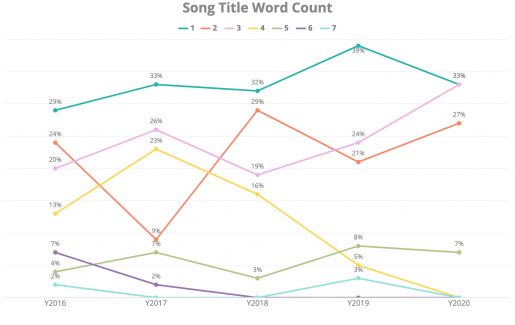 Song Title Word Count
1 2 3 4 5 6 7
39%
33% 32% 33%
29% 29%
26% 27%
24% 23% 24%
20% 19% 21%
16%
13%
9%
7% 7% 8% 7%
4% 5%
2% 2% 3% 3%
Y2016 Y2017 Y2018 Y2019 Y2020